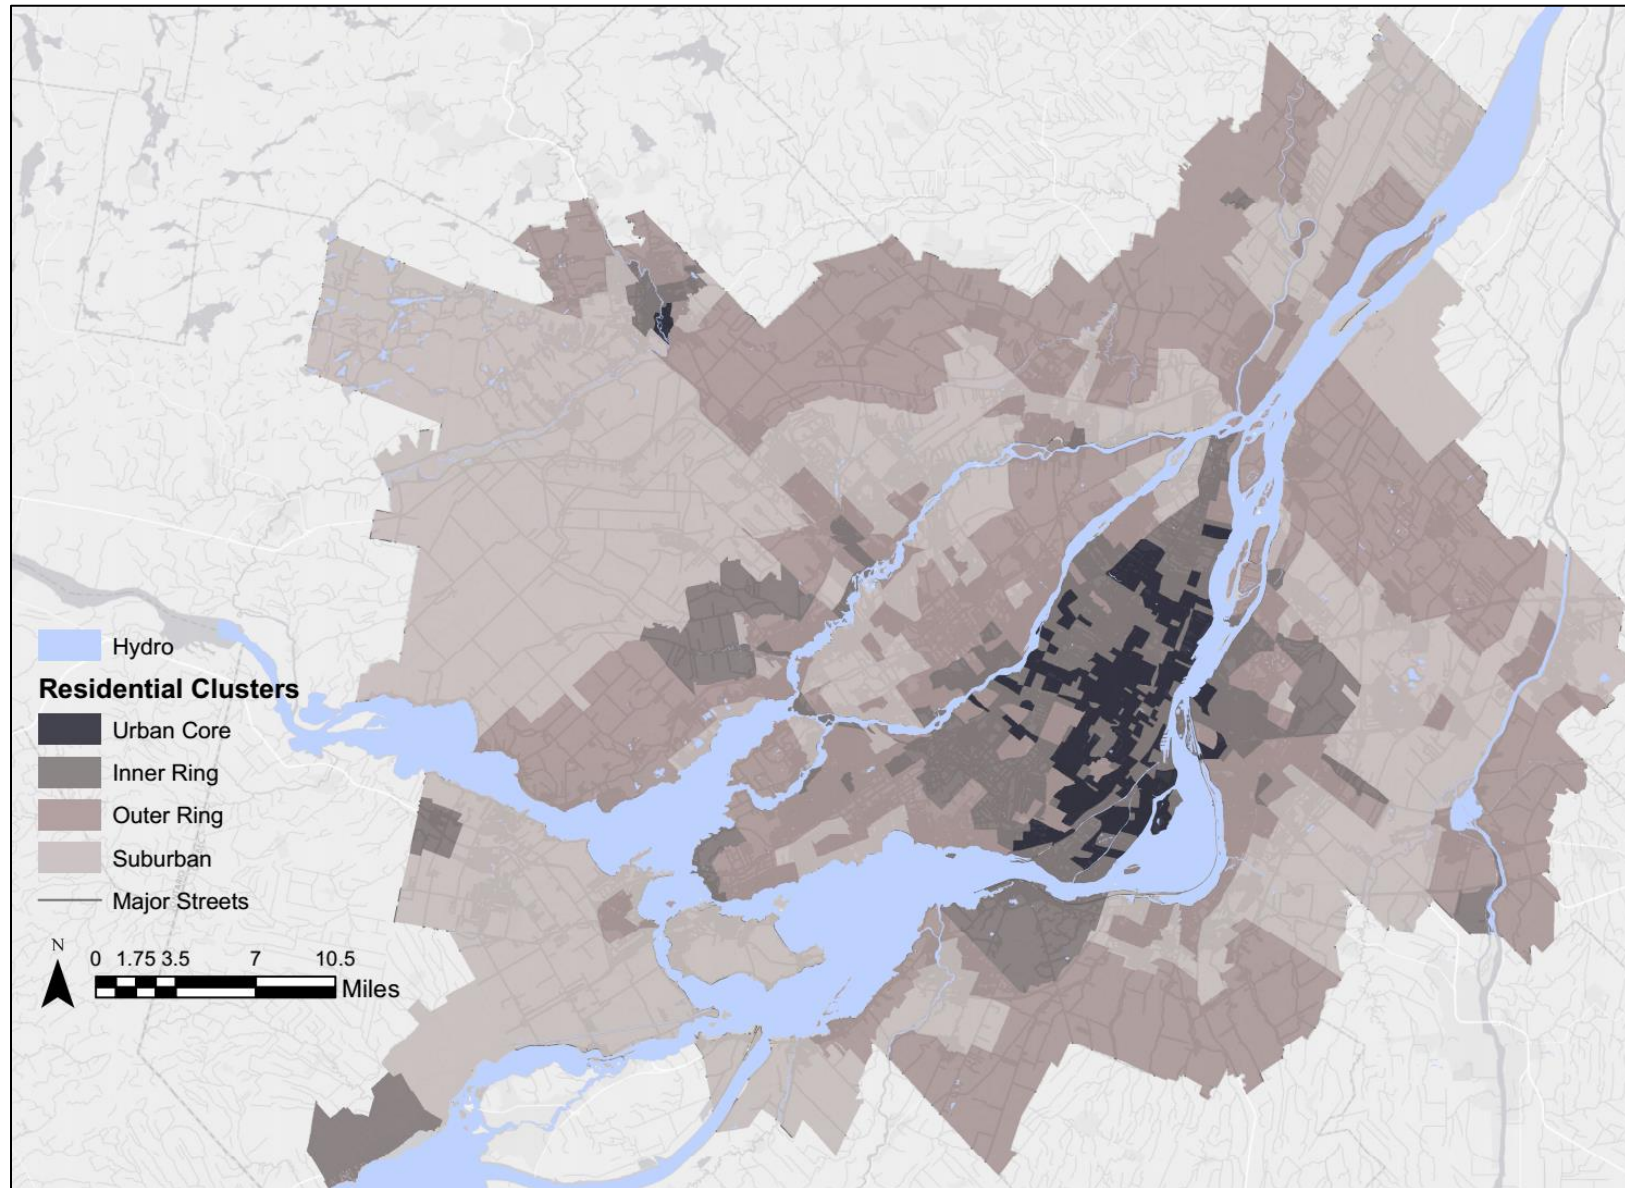 Hydro
Residential Clusters
Urban Core
Inner Ring
Outer Ring
Suburban
Major Streets
N
0 1.75 3.5 7 10.5
Miles